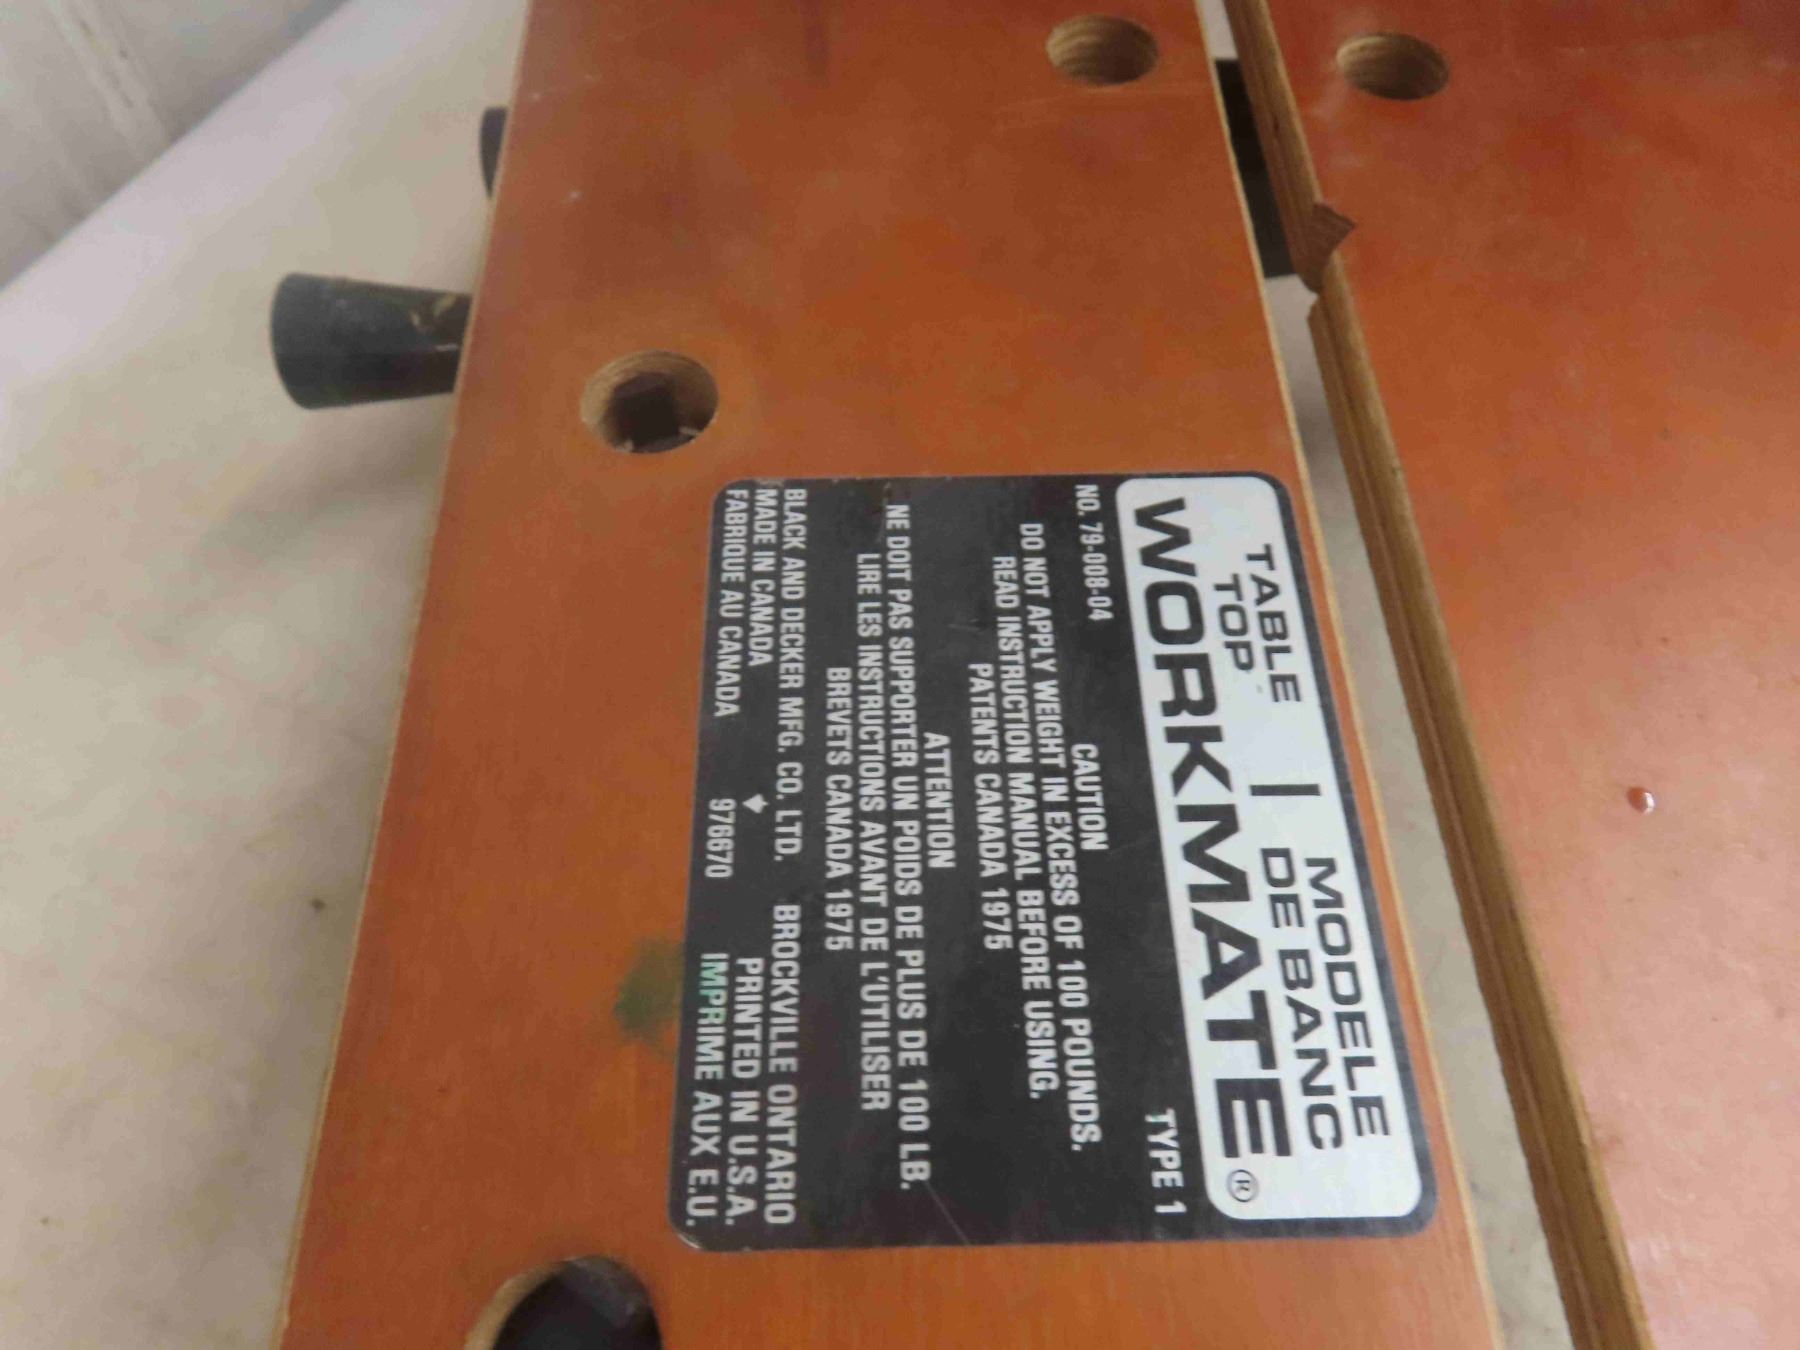 TABLE
TOP
MODELE
DE BANC
WORKMATE®
NO. 79-008-04
TYPE 1
CAUTION
DO NOT APPLY WEIGHT IN EXCESS OF 100 POUNDS.
READ INSTRUCTION MANUAL BEFORE USING.
PATENTS CANADA 1975
ATTENTION
NE DOIT PAS SUPPORTER UN POIDS DE PLUS DE 100 LB.
LIRE LES INSTRUCTIONS AVANT DE L'UTILISER
BREVETS CANADA 1975
BLACK AND DECKER MFG. CO. LTD. BROCKVILLE ONTARIO
MADE IN CANADA PRINTED IN U.S.A.
FABRIQUE AU CANADA 976670 IMPRIME AUX E.U.